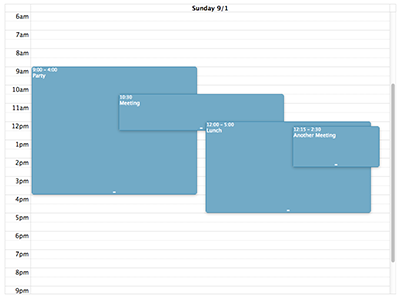 Sunday 9/1
6am
7am
8am
9am
10am
11am
12pm
1pm
2pm
3pm
4pm
5pm
6pm
7pm
8pm
9pm
9:00 - 4:00
Party
10:30
Meeting
12:00 - 5:00
Lunch
12:15 - 2:30
Another Meeting